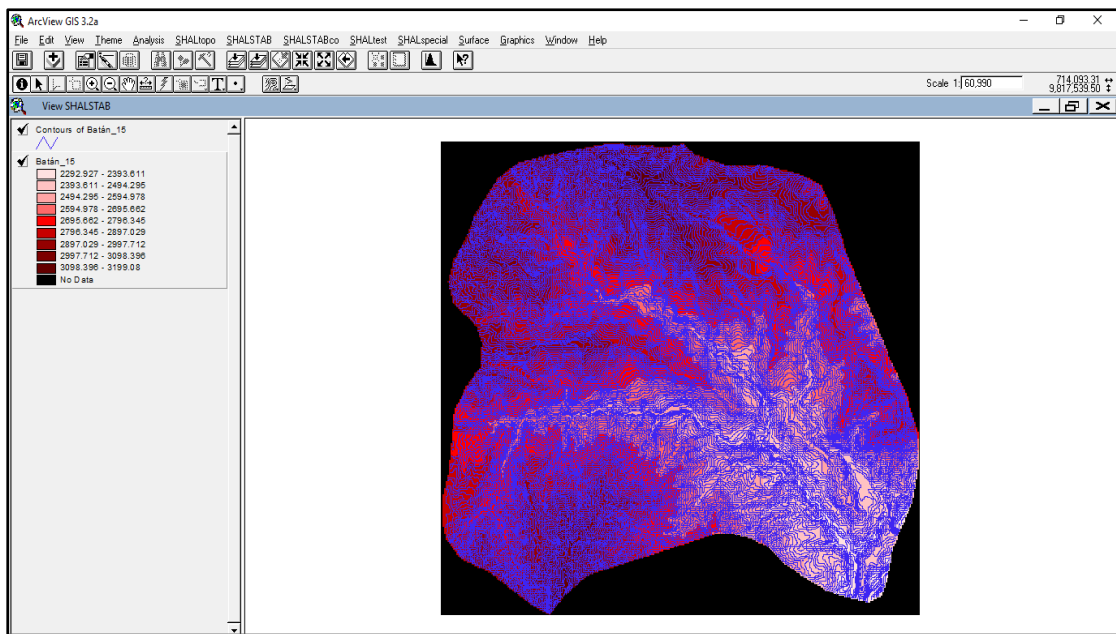 ArcView GIS 3.2a
File Edit View Theme Analysis SHALtopo SHALSTAB SHALSTABco SHALtest SHALspecial Surface Graphics Window Help
Scale 1: 60,990
714,093.31
9,817,539.50
View SHALSTAB
Contours of Batán_15
Batán_15
2292.927 - 2393.611
2393.611 - 2494.295
2494.295 - 2594.978
2594.978 - 2695.662
2695.662 - 2796.345
2796.345 - 2897.029
2897.029 - 2997.712
2997.712 - 3098.396
3098.396 - 3199.08
No Data